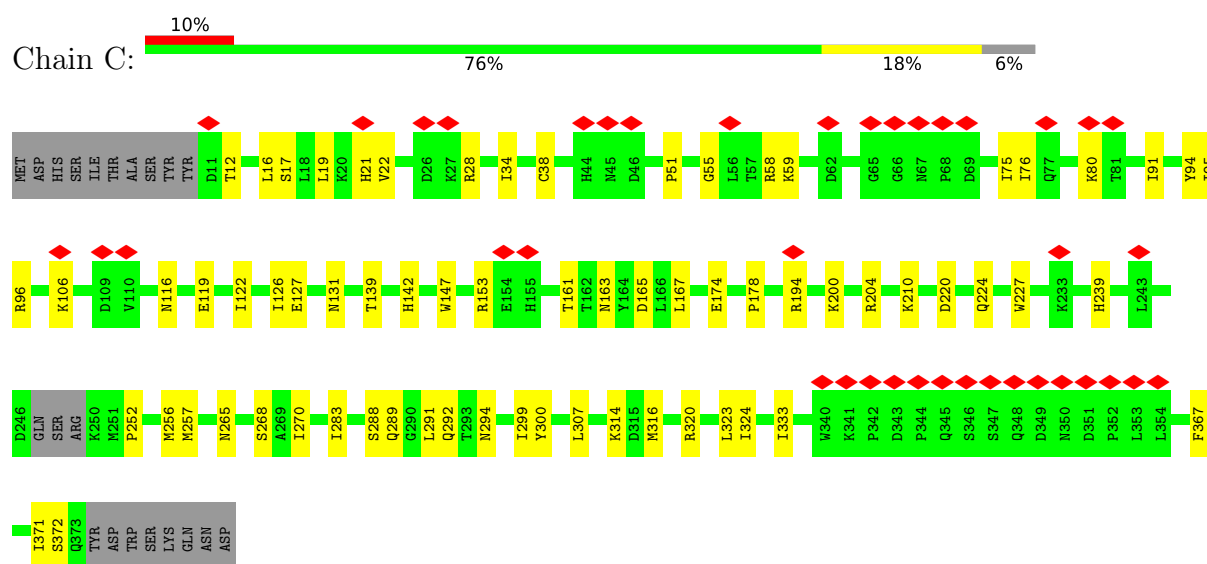 10%
Chain C:
76% 18% 6%
MET ASP HIS SER ILE THR ALA SER TYR TYR D11 T12 L16 S17 L18 L19 K20 H21 V22 D26 K27 R28 I34 C38 H44 N45 D46 P51 G55 L56 T57 R58 K59 D62 G65 G66 N67 P68 D69 I75 I76 Q77 K80 T81 I91 Y94
R96 K106 D109 V110 N116 E119 I122 I126 E127 N131 T139 H142 W147 R153 E154 H155 T161 T162 N163 Y164 D165 L166 L167 E174 P178 R194 K200 R204 K210 D220 Q224 W227 K233 H239 L243
D246 GLN SER ARG K250 M251 P252 M256 M257 N265 S268 A269 I270 I283 S288 Q289 G290 L291 Q292 T293 N294 I299 Y300 L307 K314 D315 M316 R320 L323 I324 I333 W340 K341 P342 D343 P344 Q345 S346 S347 Q348 D349 N350 D351 P352 L353 L354 F367
I371 S372 Q373 TYR ASP TRP SER LYS GLN ASN ASP